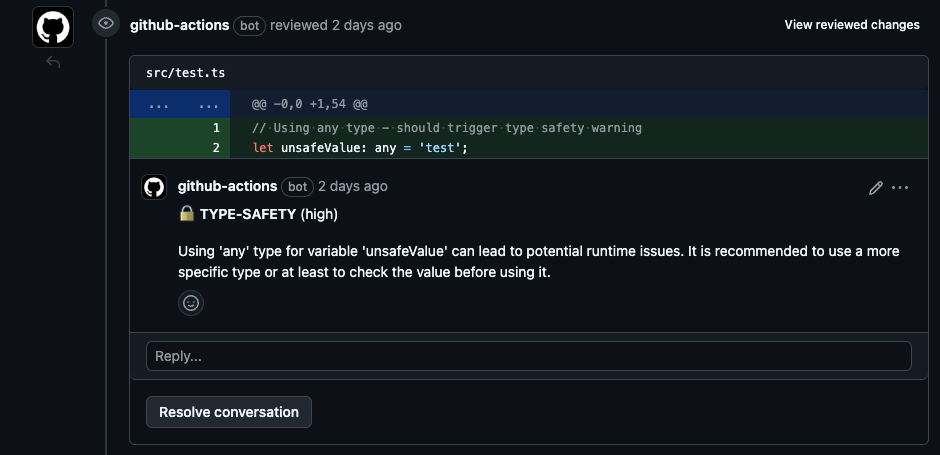 github-actions bot reviewed 2 days ago
View reviewed changes
src/test.ts
... ... @@ -0,0 +1,54 @@
1 // Using any type - should trigger type safety warning
2 let unsafeValue: any = 'test';
github-actions bot 2 days ago
🔒 TYPE-SAFETY (high)
Using 'any' type for variable 'unsafeValue' can lead to potential runtime issues. It is recommended to use a more
specific type or at least to check the value before using it.
Reply...
Resolve conversation